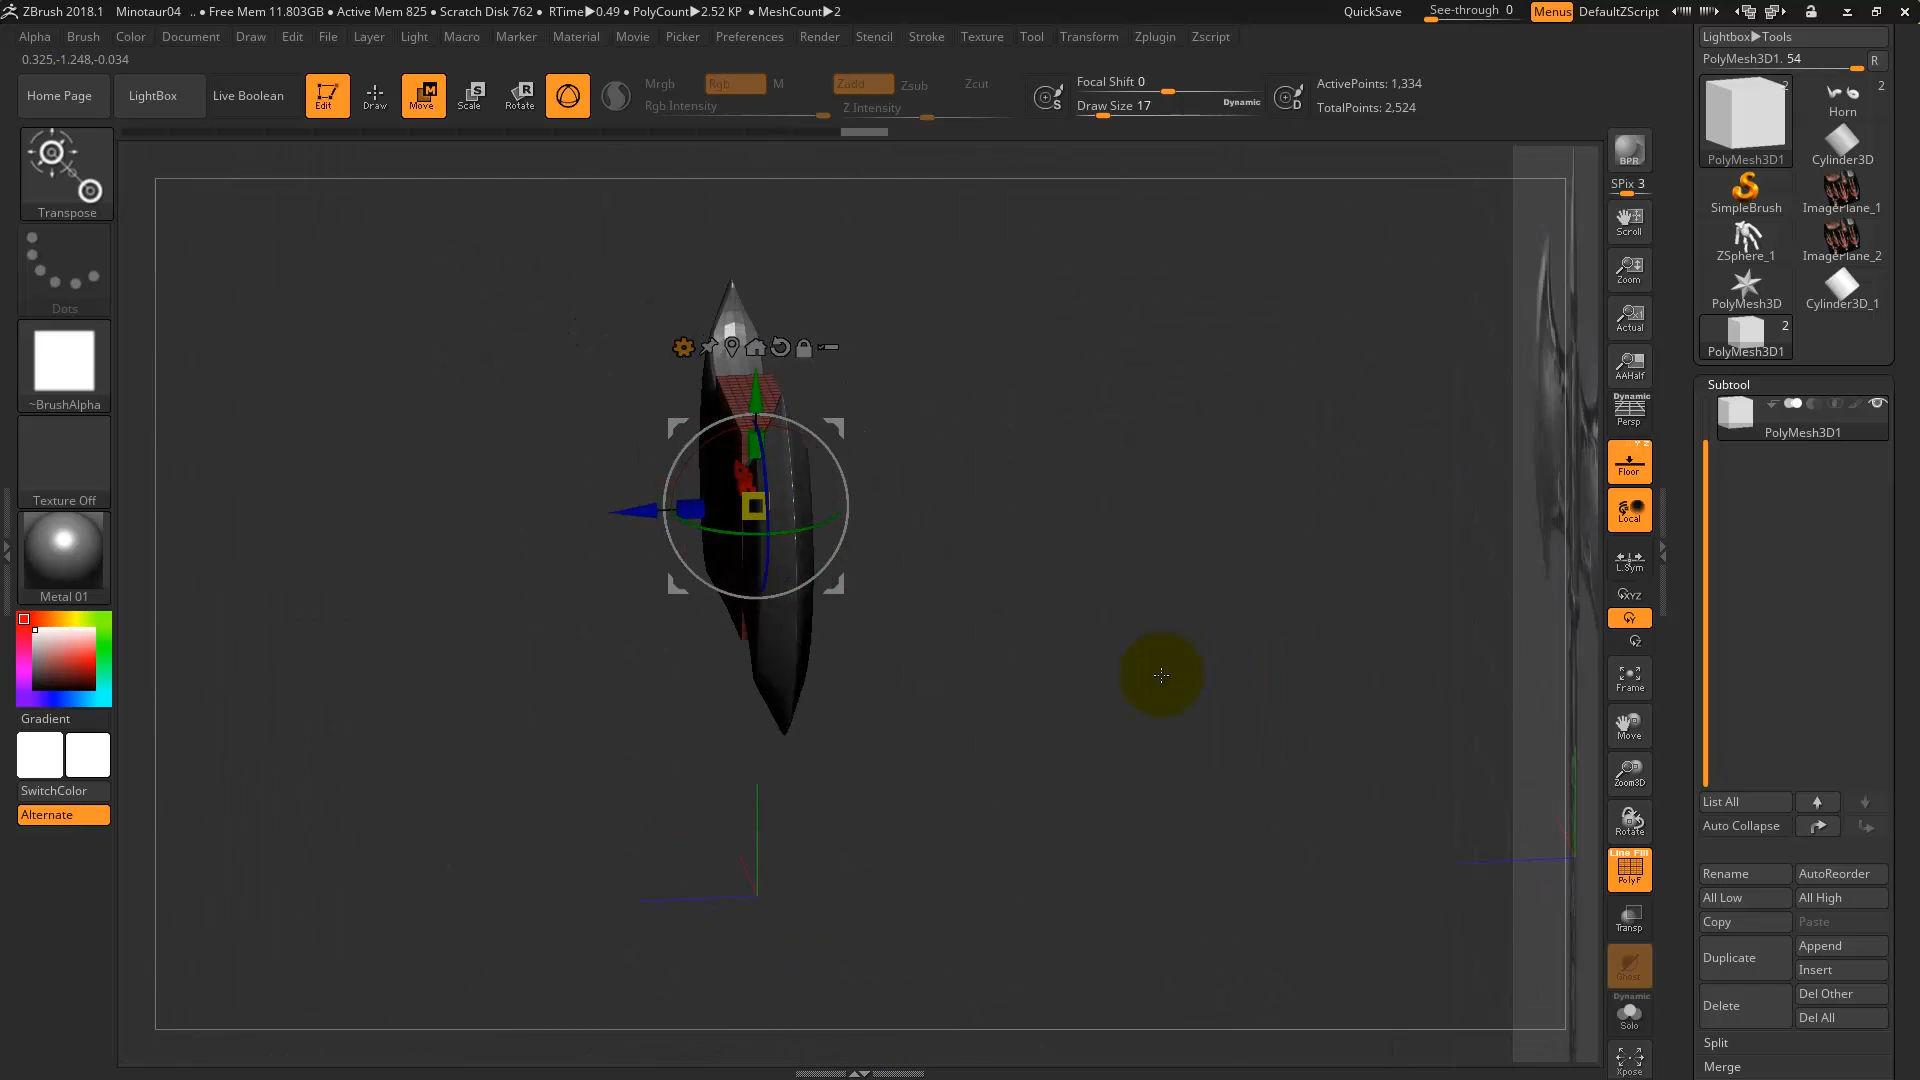 ZBrush 2018.1 Minotaur04 .. ● Free Mem 11.803GB ● Active Mem 825 ● Scratch Disk 762 ● RTime▶0.49 ● PolyCount▶2.52 KP ● MeshCount▶2 QuickSave See-through 0 Menus DefaultZScript
Alpha Brush Color Document Draw Edit File Layer Light Macro Marker Material Movie Picker Preferences Render Stencil Stroke Texture Tool Transform Zplugin Zscript
0.325,-1.248,-0.034
Home Page LightBox Live Boolean Edit Draw Move Scale Rotate
Mrgb Rgb M Zadd Zsub Zcut
Rgb Intensity Z Intensity
Focal Shift 0
Draw Size 17 Dynamic
ActivePoints: 1,334
TotalPoints: 2,524
Transpose
Dots
~BrushAlpha
Texture Off
Metal 01
Gradient
SwitchColor
Alternate
BPR
SPix 3
Scroll
Zoom
Actual
AAHalf
Dynamic
Persp
Floor
Local
L.Sym
XYZ
Y
Z
Frame
Move
Zoom3D
Rotate
Line Fill
PolyF
Transp
Ghost
Dynamic
Solo
Xpose
Lightbox▶Tools
PolyMesh3D1. 54 R
2 2
PolyMesh3D1
Horn
Cylinder3D
SimpleBrush ImagePlane_1
ZSphere_1 ImagePlane_2
PolyMesh3D Cylinder3D_1
2
PolyMesh3D1
Subtool
PolyMesh3D1
List All
Auto Collapse
Rename AutoReorder
All Low All High
Copy Paste
Duplicate
Append
Insert
Delete
Del Other
Del All
Split
Merge